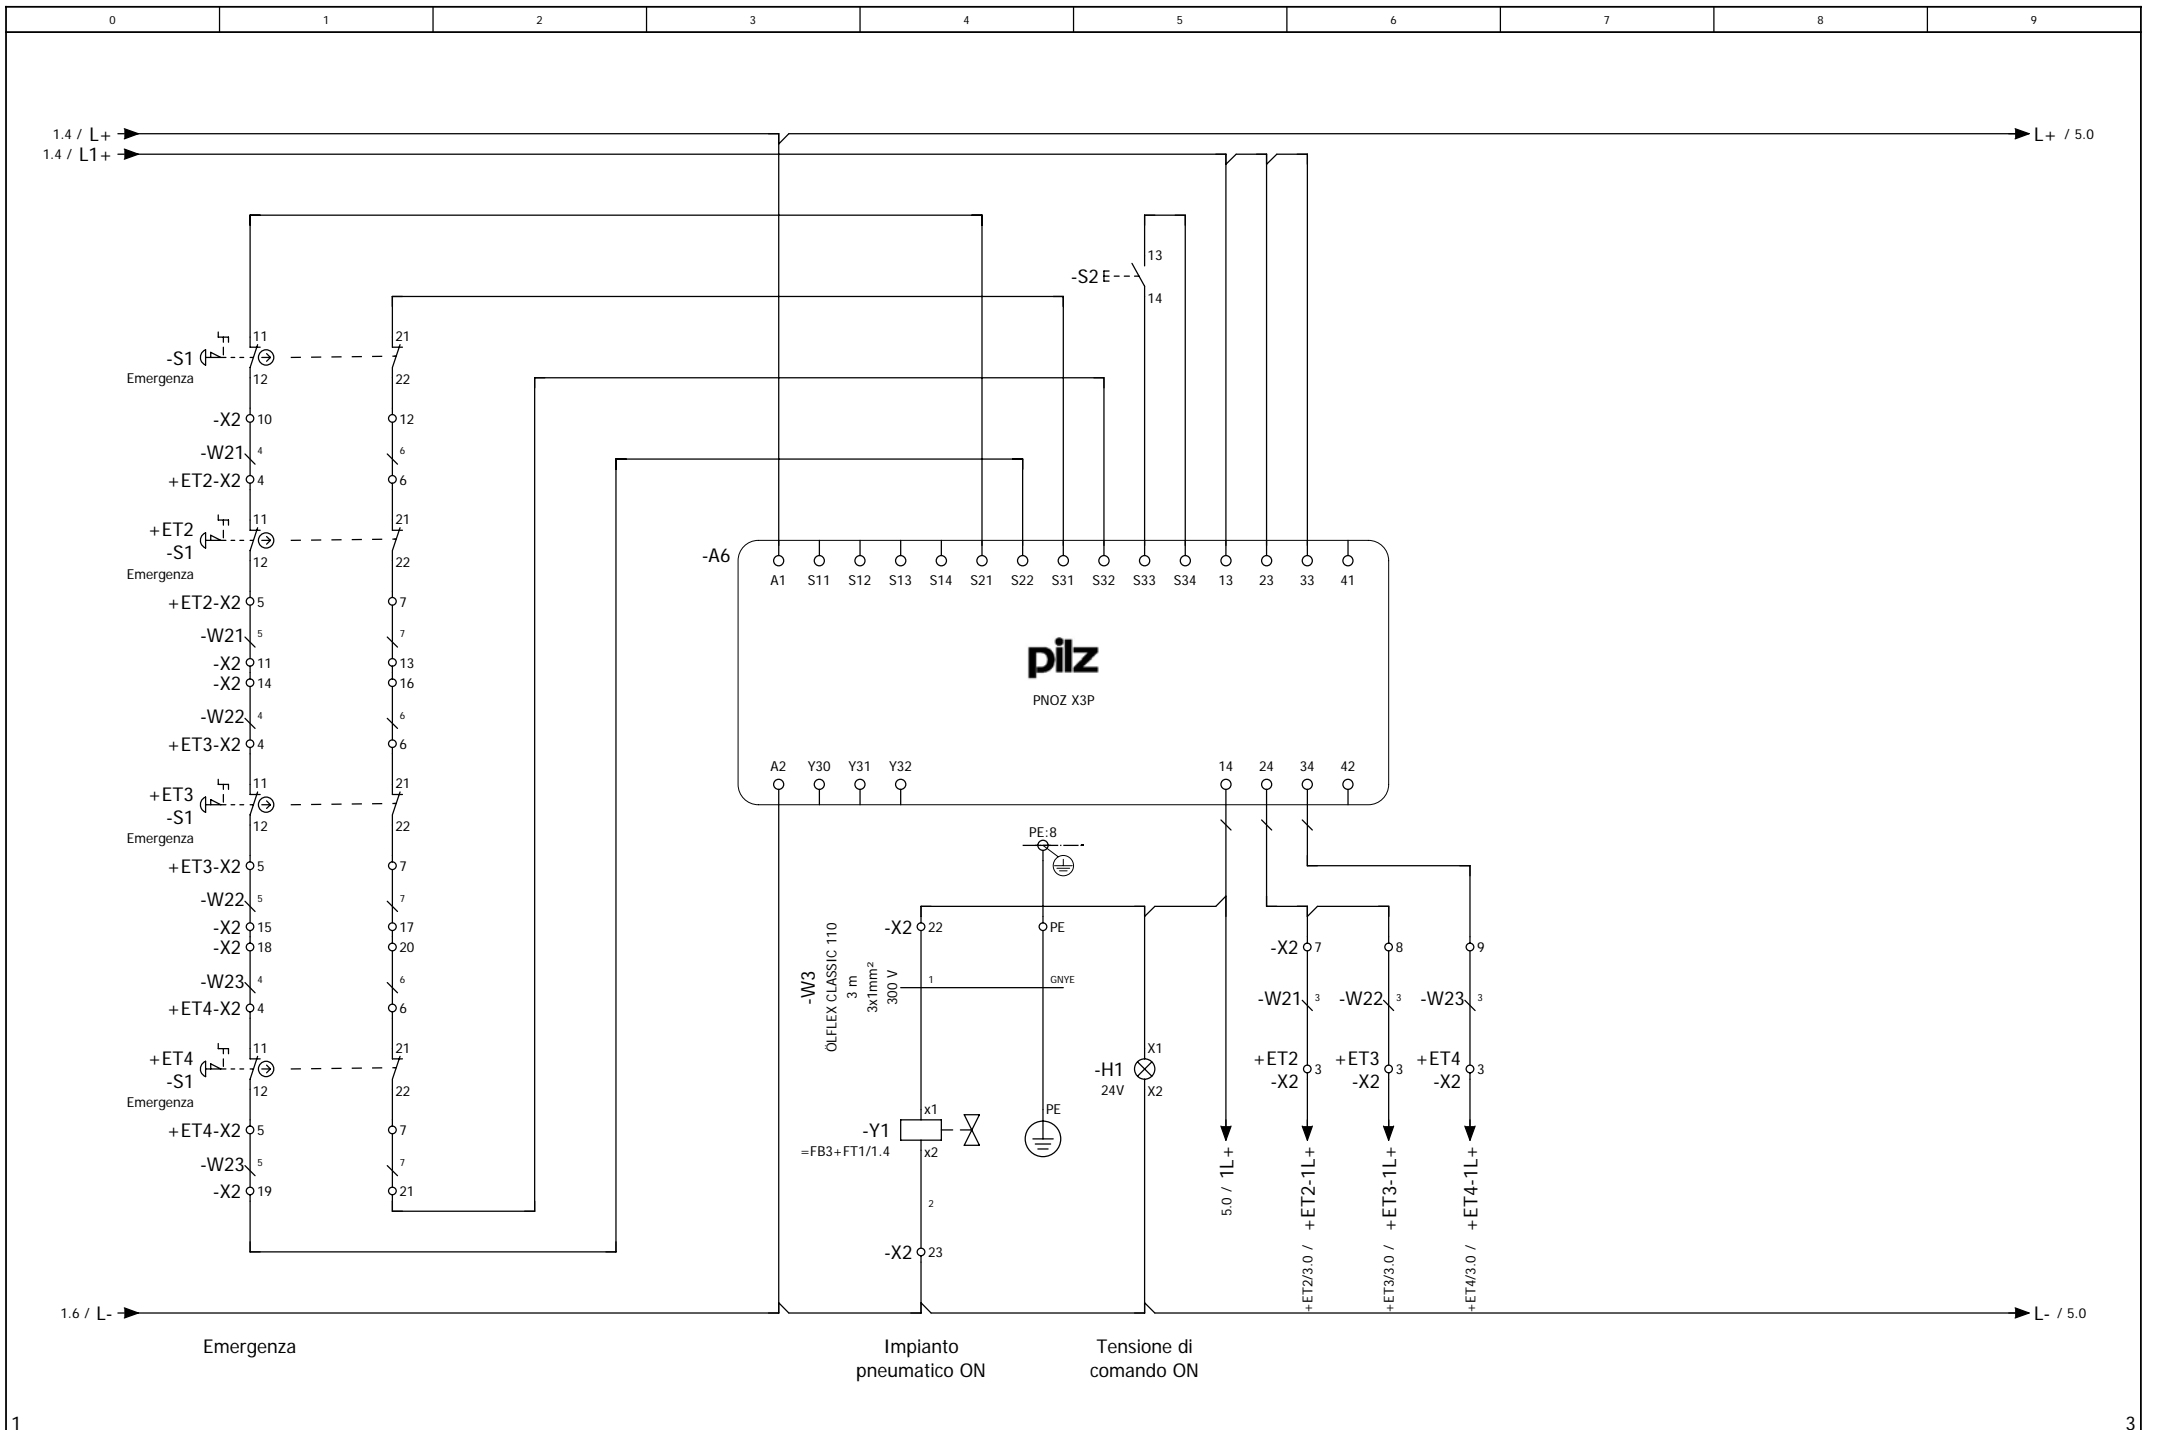 0 1 2 3 4 5 6 7 8 9
1.4 / L+
L+ / 5.0
1.4 / L1+
13
-S2 E
14
11 21
-S1
Emergenza
12 22
-X2 10 12
-W21 4 6
+ET2-X2 4 6
11 21
+ET2
-S1
12 22
Emergenza
+ET2-X2 5 7
-W21 5 7
-X2 11 13
-X2 14 16
-W22 4 6
+ET3-X2 4 6
11 21
+ET3
-S1
12 22
Emergenza
+ET3-X2 5 7
-W22 5 7
-X2 15 17
-X2 18 20
-W23 4 6
+ET4-X2 4 6
11 21
+ET4
-S1
12 22
Emergenza
+ET4-X2 5 7
-W23 5 7
-X2 19 21
-A6
A1 S11 S12 S13 S14 S21 S22 S31 S32 S33 S34 13 23 33 41
pilz
PNOZ X3P
A2 Y30 Y31 Y32 14 24 34 42
PE:8
-X2 22 PE
-W3
ÖLFLEX CLASSIC 110
3 m
3x1mm²
300 V
1 GNYE
x1 PE
-Y1
=FB3+FT1/1.4
x2
2
-X2 23
X1
-H1
24V
X2
-X2 7 8 9
-W21 3 -W22 3 -W23 3
+ET2 +ET3 +ET4
-X2 3 -X2 3 -X2 3
5.0 / 1L+
+ET2/3.0 / +ET2-1L+
+ET3/3.0 / +ET3-1L+
+ET4/3.0 / +ET4-1L+
1.6 / L-
L- / 5.0
Emergenza
Impianto
pneumatico ON
Tensione di
comando ON
1 3